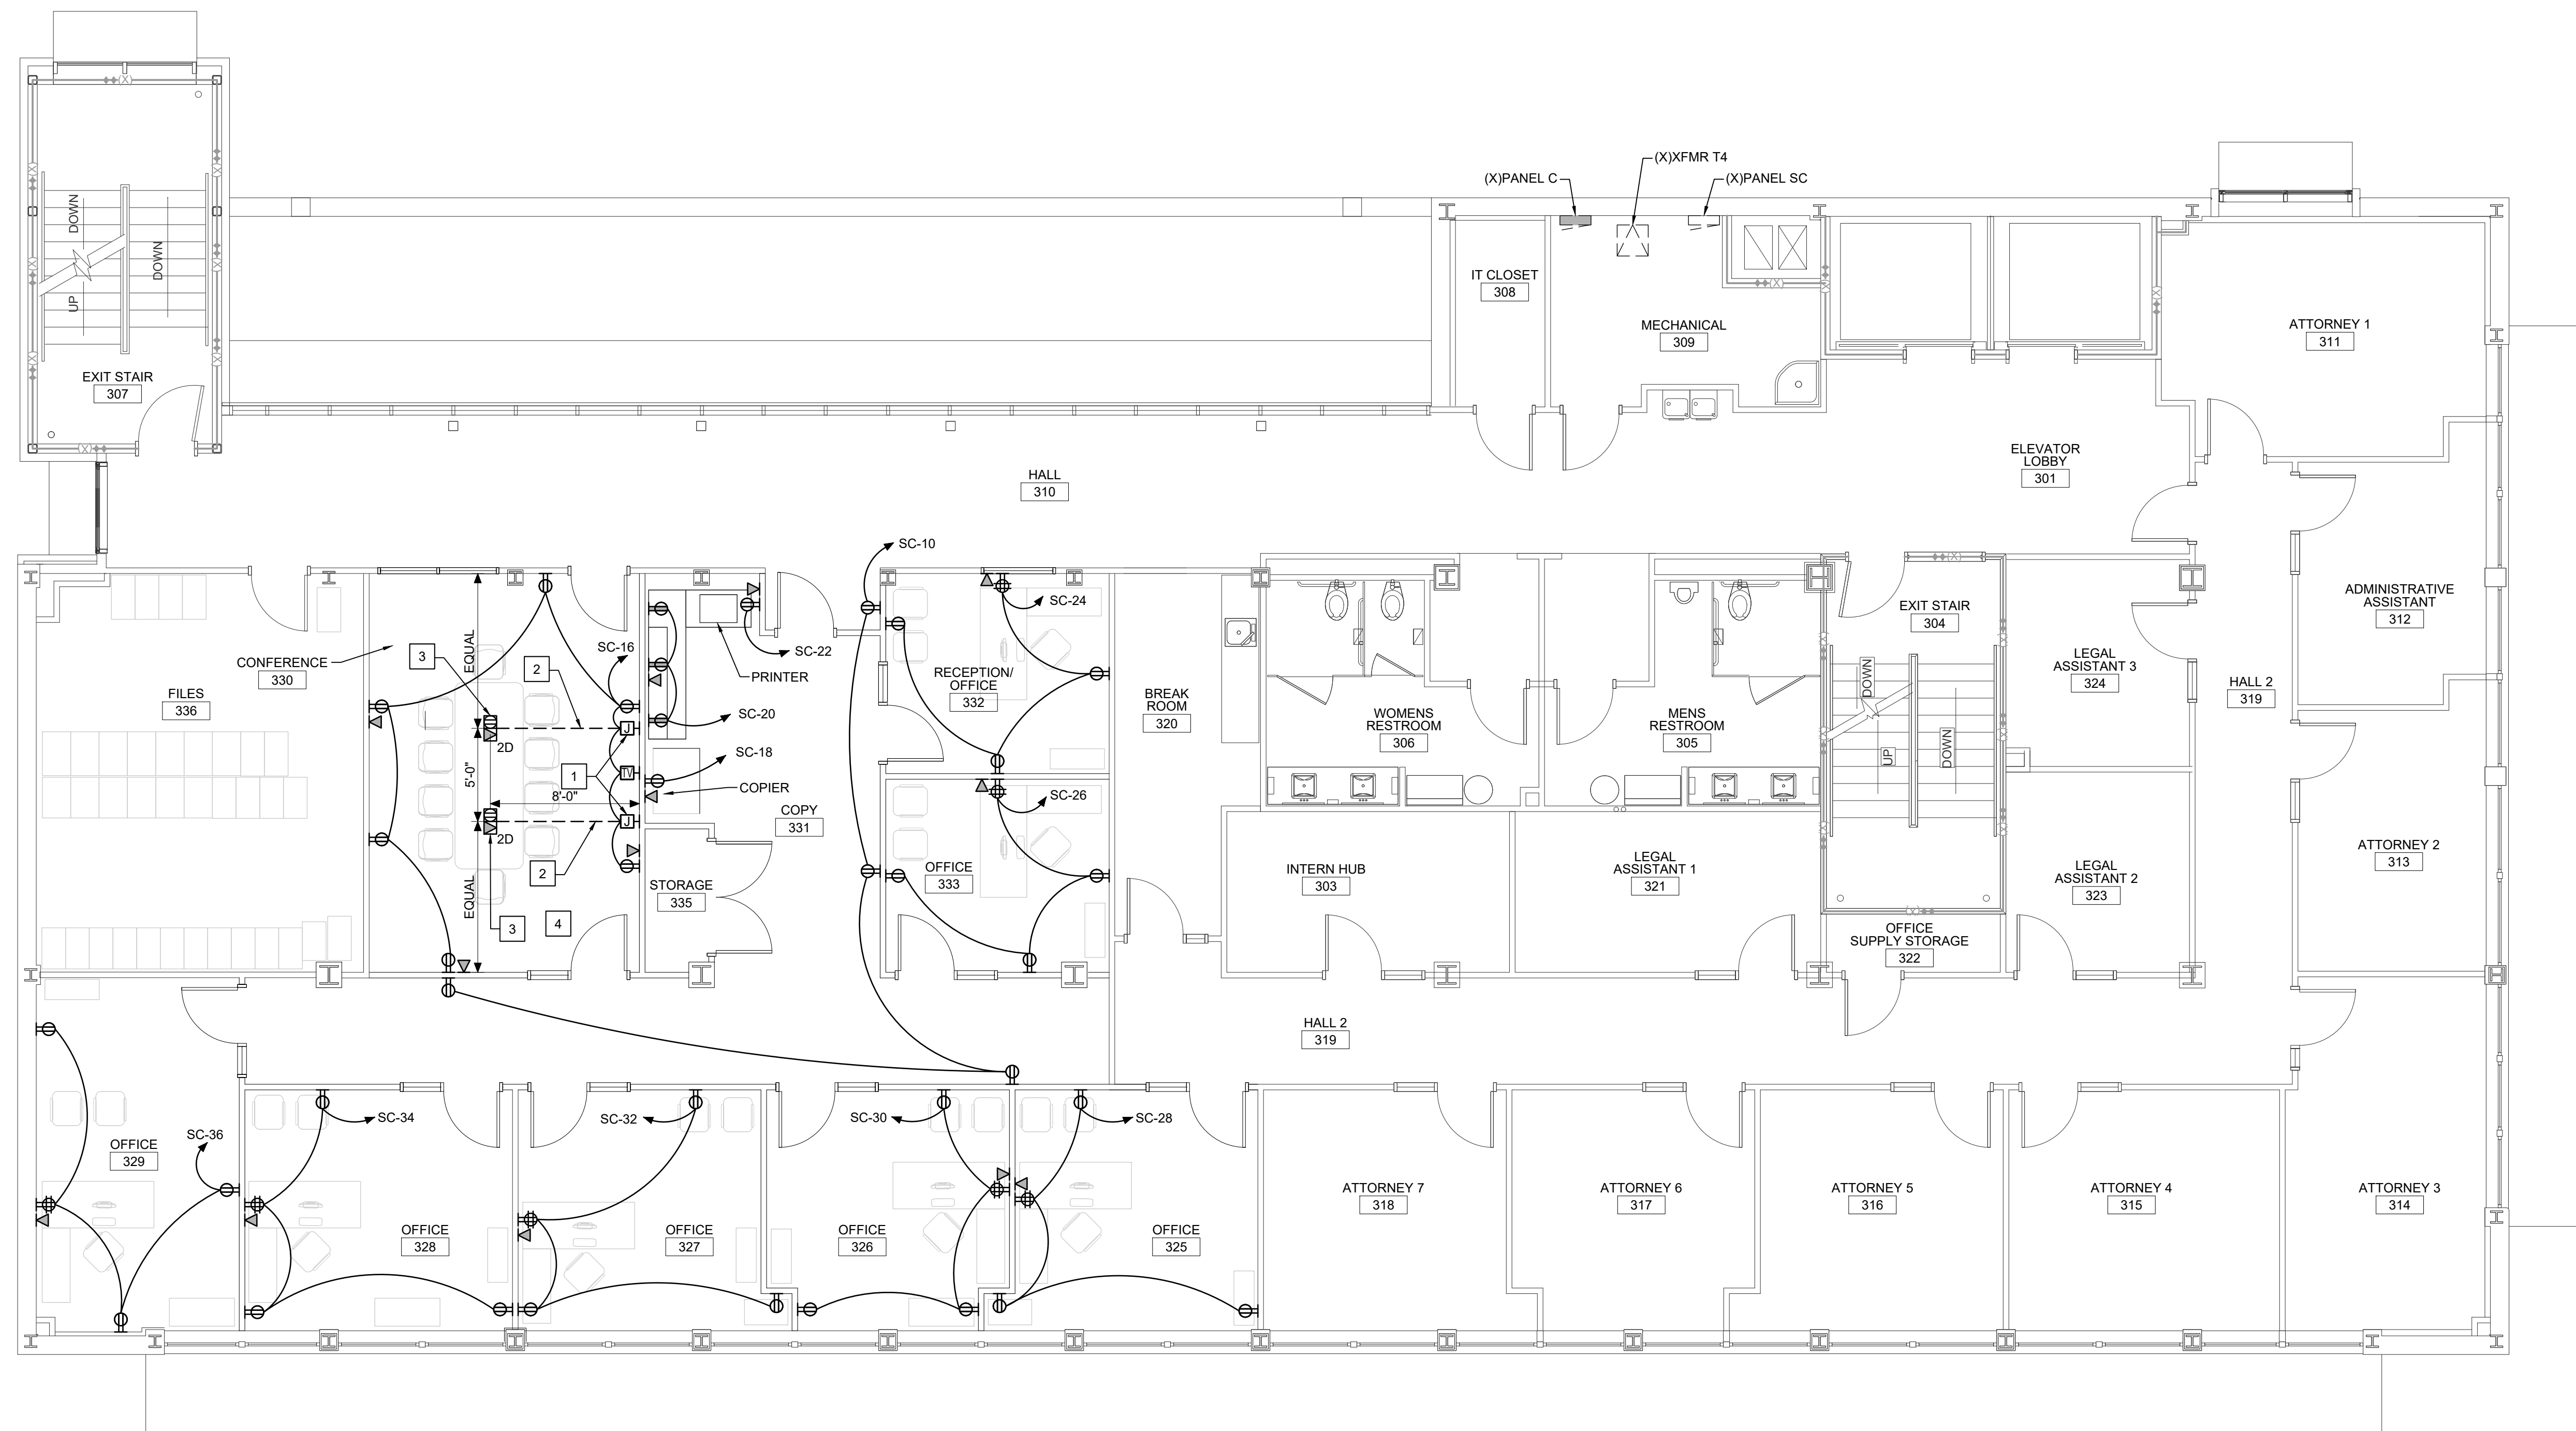 (X)XFMR T4
(X)PANEL C
(X)PANEL SC
DOWN
DOWN
UP
EXIT STAIR
307
IT CLOSET
308
MECHANICAL
309
ATTORNEY 1
311
HALL
310
ELEVATOR
LOBBY
301
SC-10
SC-24
SC-16
SC-22
PRINTER
SC-20
SC-18
COPIER
COPY
331
CONFERENCE
330
3
2
EQUAL
FILES
336
J
2D
TV
1
5'-0"
8'-0"
J
2D
2
EQUAL
3
4
STORAGE
335
RECEPTION/
OFFICE
332
SC-26
OFFICE
333
BREAK
ROOM
320
WOMENS
RESTROOM
306
MENS
RESTROOM
305
EXIT STAIR
304
DOWN
UP
DOWN
LEGAL
ASSISTANT 3
324
HALL 2
319
ADMINISTRATIVE
ASSISTANT
312
ATTORNEY 2
313
INTERN HUB
303
LEGAL
ASSISTANT 1
321
LEGAL
ASSISTANT 2
323
OFFICE
SUPPLY STORAGE
322
HALL 2
319
SC-36
OFFICE
329
SC-34
OFFICE
328
SC-32
OFFICE
327
SC-30
OFFICE
326
SC-28
OFFICE
325
ATTORNEY 7
318
ATTORNEY 6
317
ATTORNEY 5
316
ATTORNEY 4
315
ATTORNEY 3
314